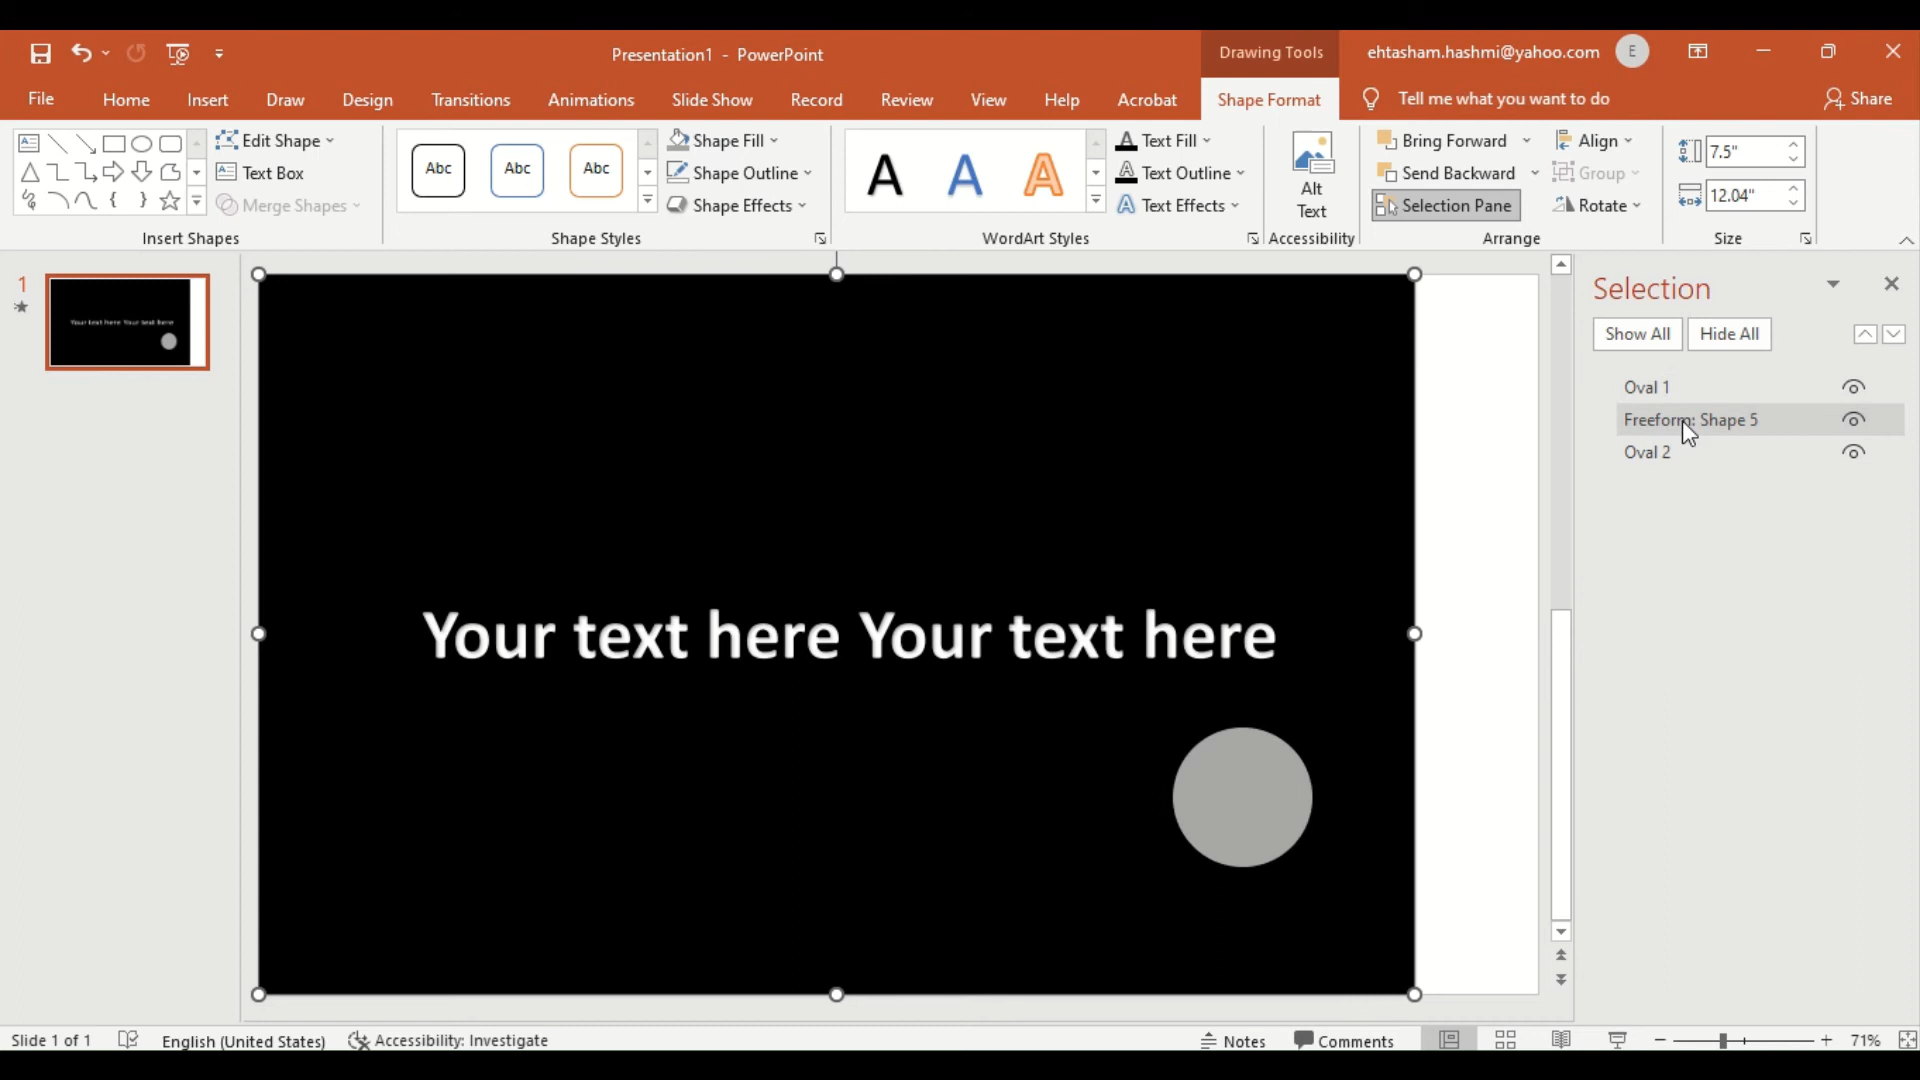 Presentation1 - PowerPoint
Drawing Tools
ehtasham.hashmi@yahoo.com
E
File
Home
Insert
Draw
Design
Transitions
Animations
Slide Show
Record
Review
View
Help
Acrobat
Shape Format
Tell me what you want to do
Share
Edit Shape
Text Box
Merge Shapes
Insert Shapes
Abc
Abc
Abc
Shape Fill
Shape Outline
Shape Effects
Shape Styles
A
A
A
Text Fill
Text Outline
Text Effects
WordArt Styles
Alt
Text
Accessibility
Bring Forward
Send Backward
Selection Pane
Align
Group
Rotate
Arrange
7.5"
12.04"
Size
1
Your text here Your text here
Your text here Your text here
Selection
Show All
Hide All
Oval 1
Freeform: Shape 5
Oval 2
Slide 1 of 1
English (United States)
Accessibility: Investigate
Notes
Comments
71%